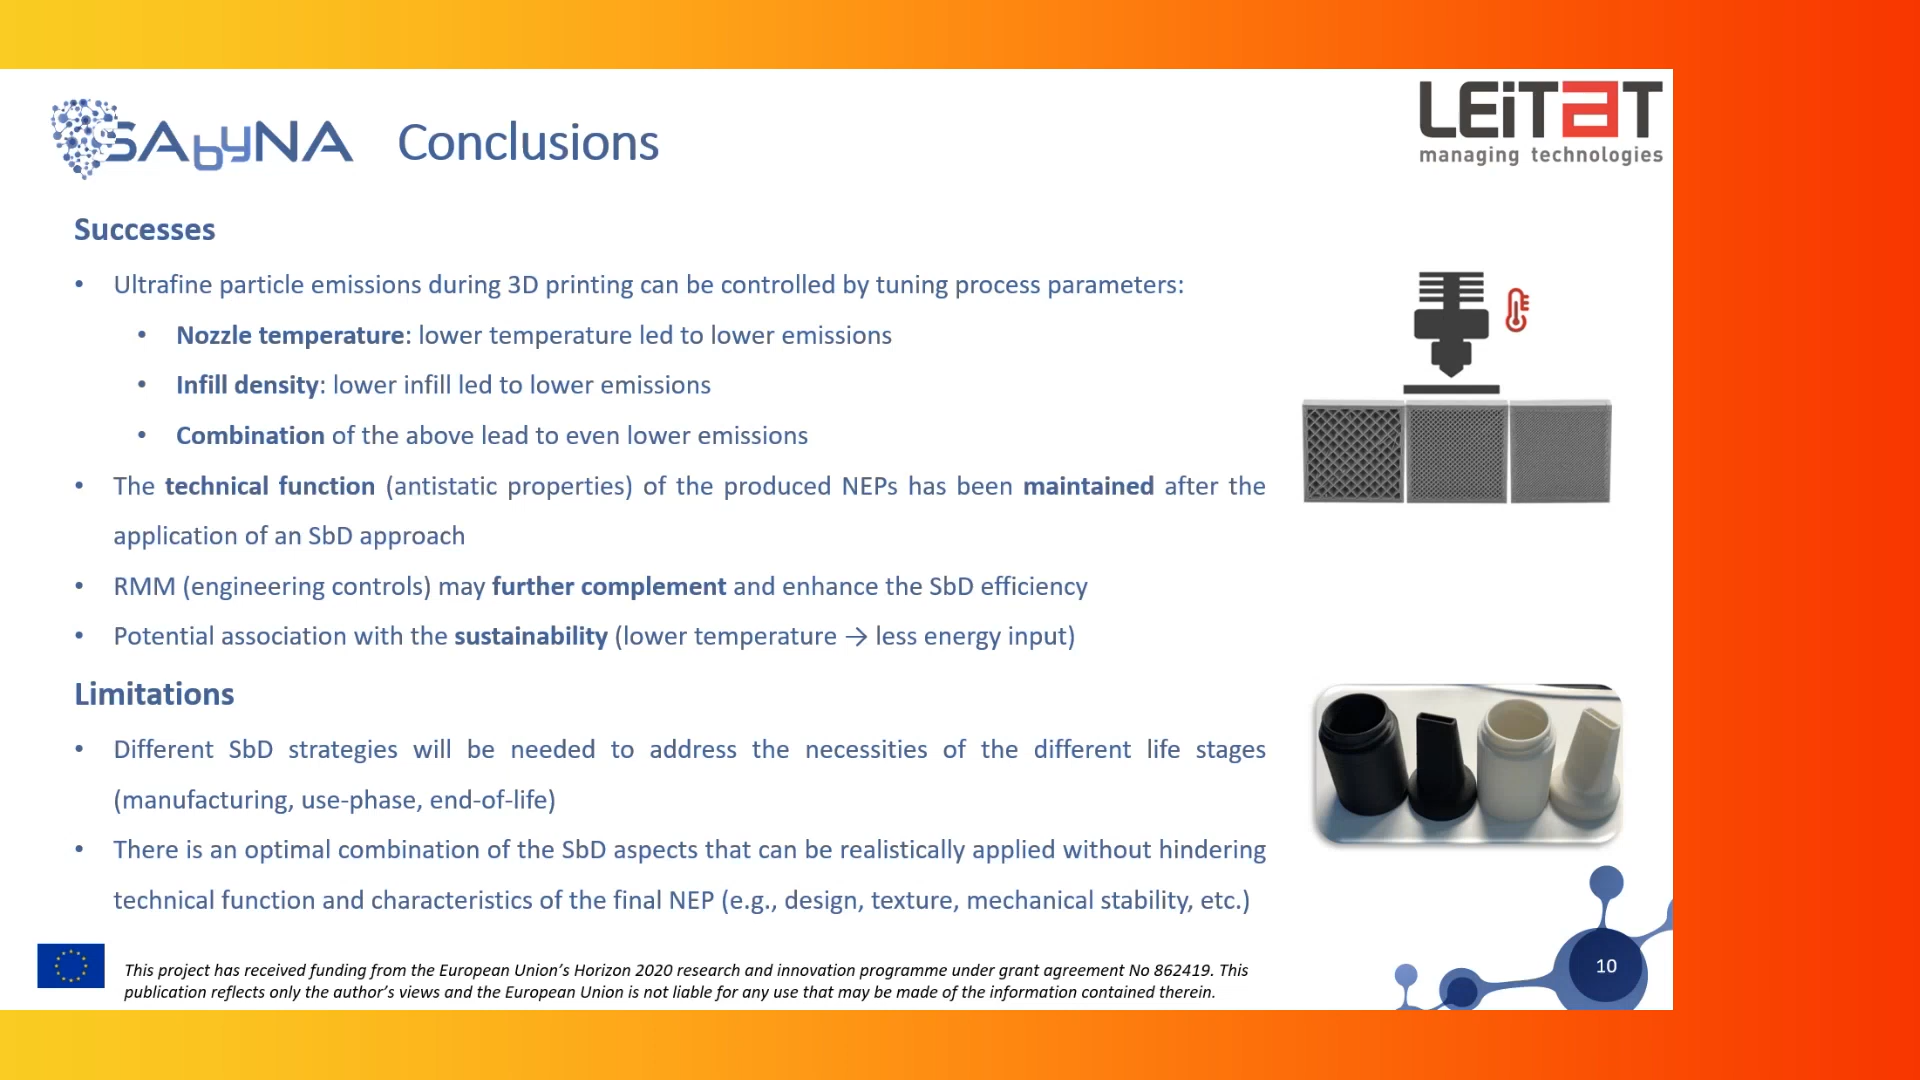 SAbyNA
Conclusions
LEiTAT
managing technologies
Successes
• Ultrafine particle emissions during 3D printing can be controlled by tuning process parameters:
• Nozzle temperature: lower temperature led to lower emissions
• Infill density: lower infill led to lower emissions
• Combination of the above lead to even lower emissions
• The technical function (antistatic properties) of the produced NEPs has been maintained after the
application of an SbD approach
• RMM (engineering controls) may further complement and enhance the SbD efficiency
• Potential association with the sustainability (lower temperature → less energy input)
Limitations
• Different SbD strategies will be needed to address the necessities of the different life stages
(manufacturing, use-phase, end-of-life)
• There is an optimal combination of the SbD aspects that can be realistically applied without hindering
technical function and characteristics of the final NEP (e.g., design, texture, mechanical stability, etc.)
This project has received funding from the European Union’s Horizon 2020 research and innovation programme under grant agreement No 862419. This
publication reflects only the author’s views and the European Union is not liable for any use that may be made of the information contained therein.
10